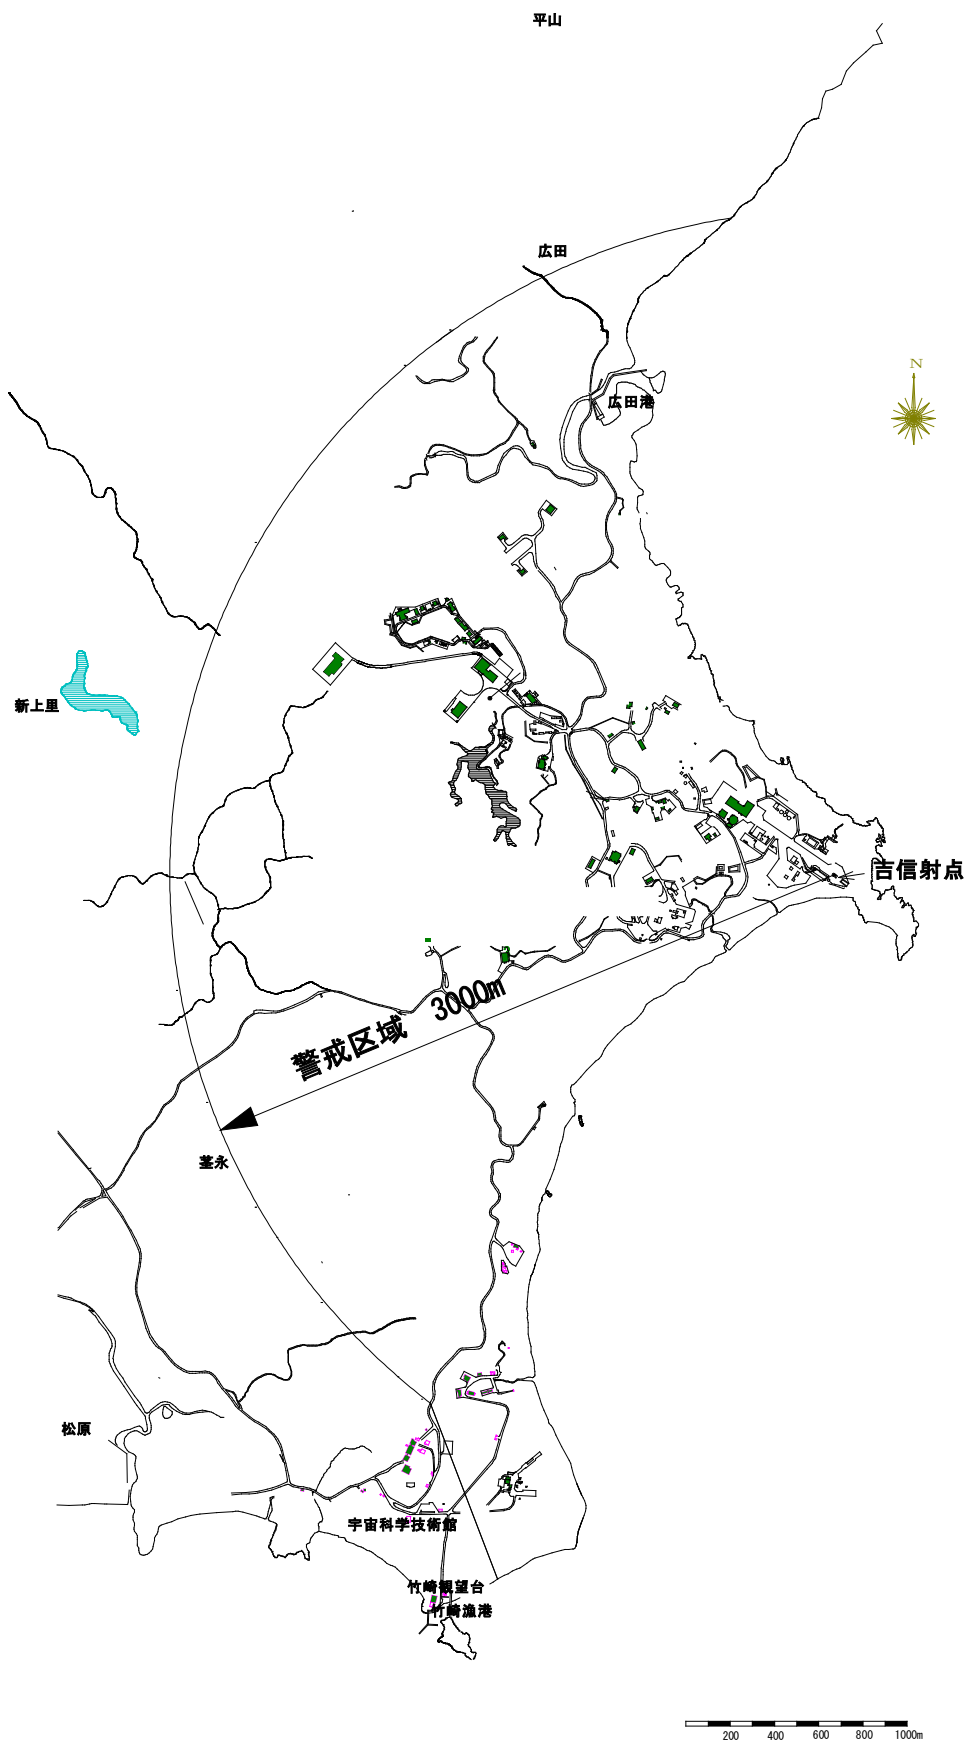 平山
広田
N
広田港
新上里
吉信射点
警戒区域 3000m
茎永
松原
宇宙科学技術館
竹崎観望台
竹崎漁港
200 400 600 800 1000m